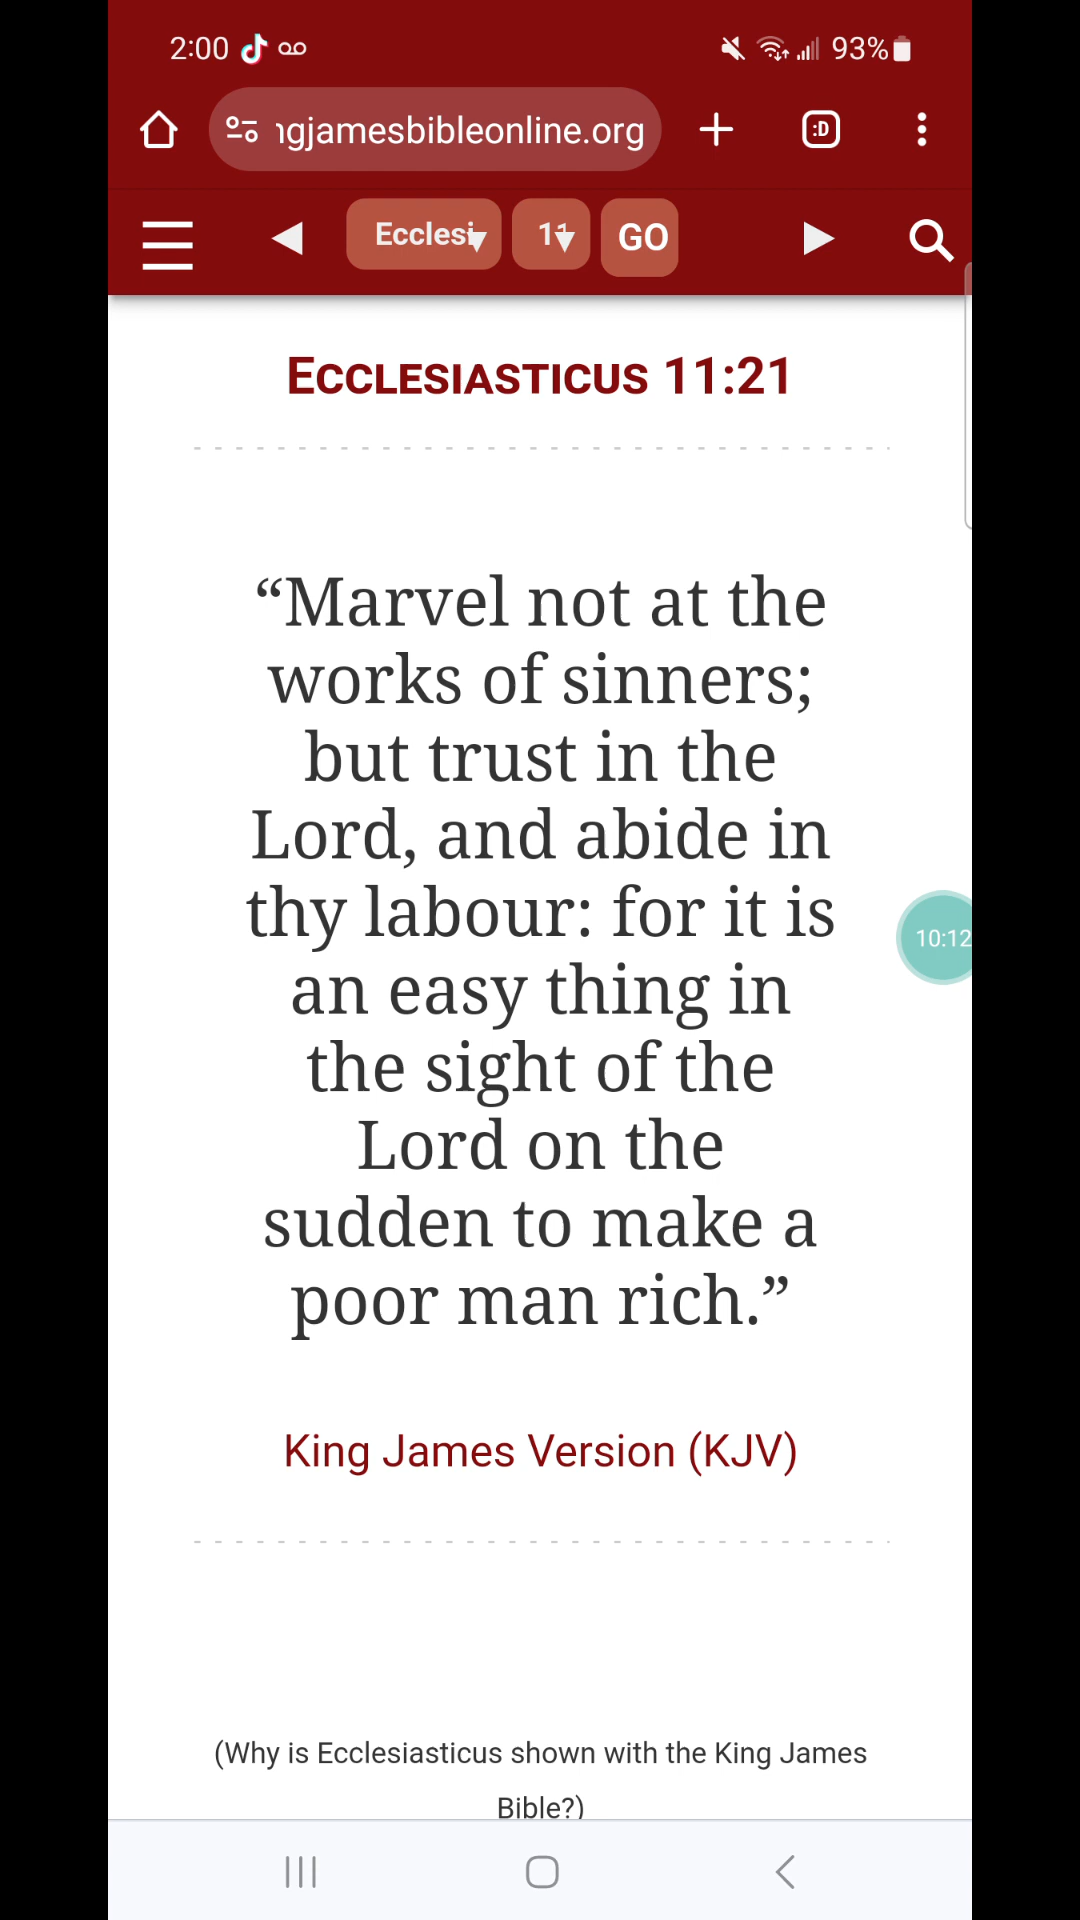 2:00
93%
ngjamesbibleonline.org
:D
Ecclesi
11
GO
ECCLESIASTICUS 11:21
“Marvel not at the
works of sinners;
but trust in the
Lord, and abide in
thy labour: for it is
an easy thing in
the sight of the
Lord on the
sudden to make a
poor man rich.”
10:12
King James Version (KJV)
(Why is Ecclesiasticus shown with the King James
Bible?)